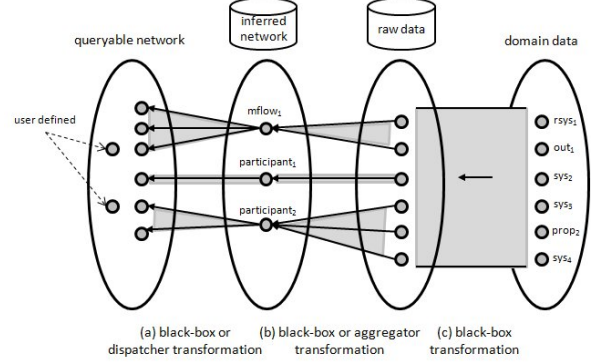 inferred
network
raw data
queryable network
domain data
user defined
mflow₁
participant₁
participant₂
rsys₁
out₁
sys₂
sys₃
prop₂
sys₄
(a) black-box or
dispatcher transformation
(b) black-box or aggregator
transformation
(c) black-box
transformation